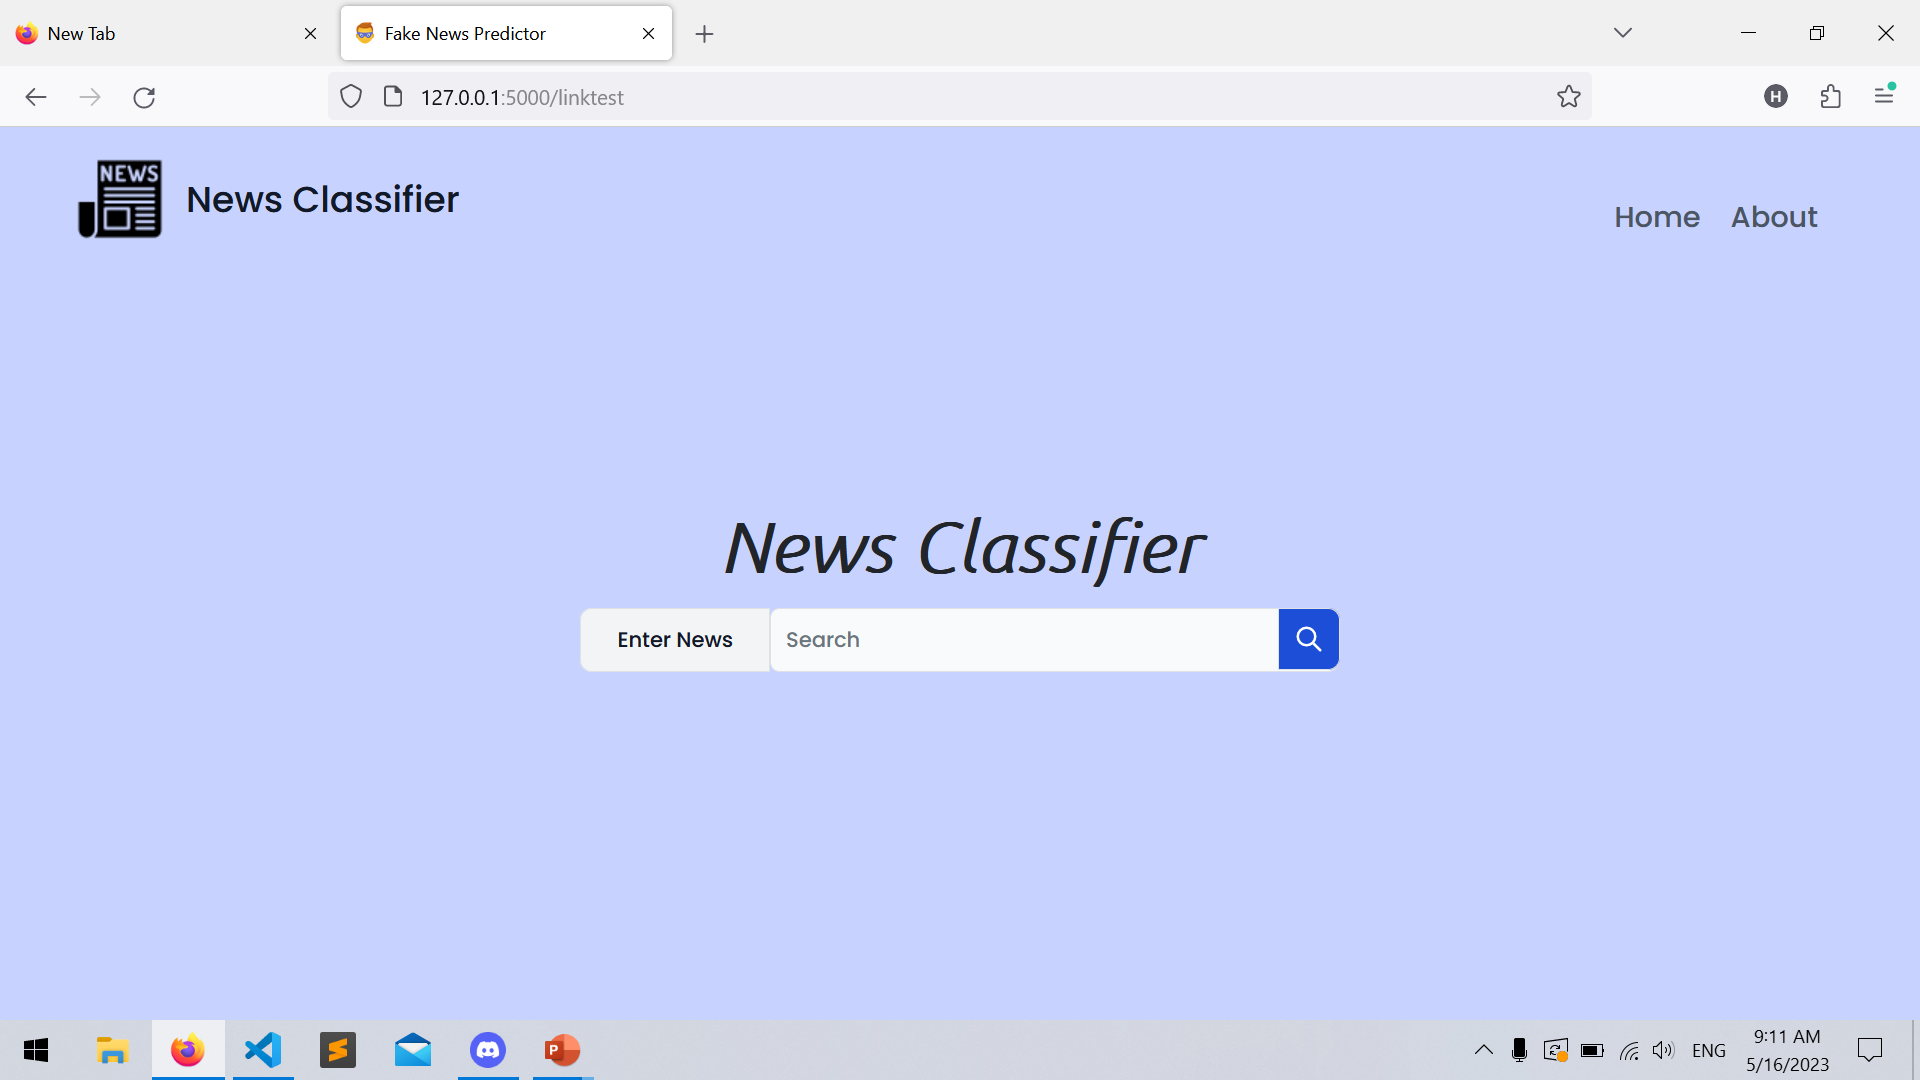 New Tab
Fake News Predictor
127.0.0.1:5000/linktest
H
NEWS
News Classifier
Home
About
News Classifier
Enter News
Search
P
ENG
9:11 AM
5/16/2023